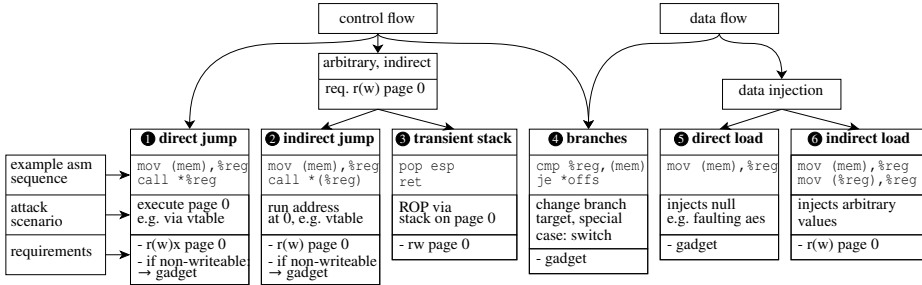 control flow
data flow
arbitrary, indirect
req. r(w) page 0
data injection
❶ direct jump
❷ indirect jump
❸ transient stack
❹ branches
❺ direct load
❻ indirect load
example asm
sequence
mov (mem),%reg
call *%reg
mov (mem),%reg
call *(%reg)
pop esp
ret
cmp %reg,(mem)
je *offs
mov (mem),%reg
mov (mem),%reg
mov (%reg),%reg
attack
scenario
execute page 0
e.g. via vtable
run address
at 0, e.g. vtable
ROP via
stack on page 0
change branch
target, special
case: switch
injects null
e.g. faulting aes
injects arbitrary
values
requirements
- r(w)x page 0
- if non-writeable:
→ gadget
- r(w) page 0
- if non-writeable:
→ gadget
- rw page 0
- gadget
- gadget
- r(w) page 0